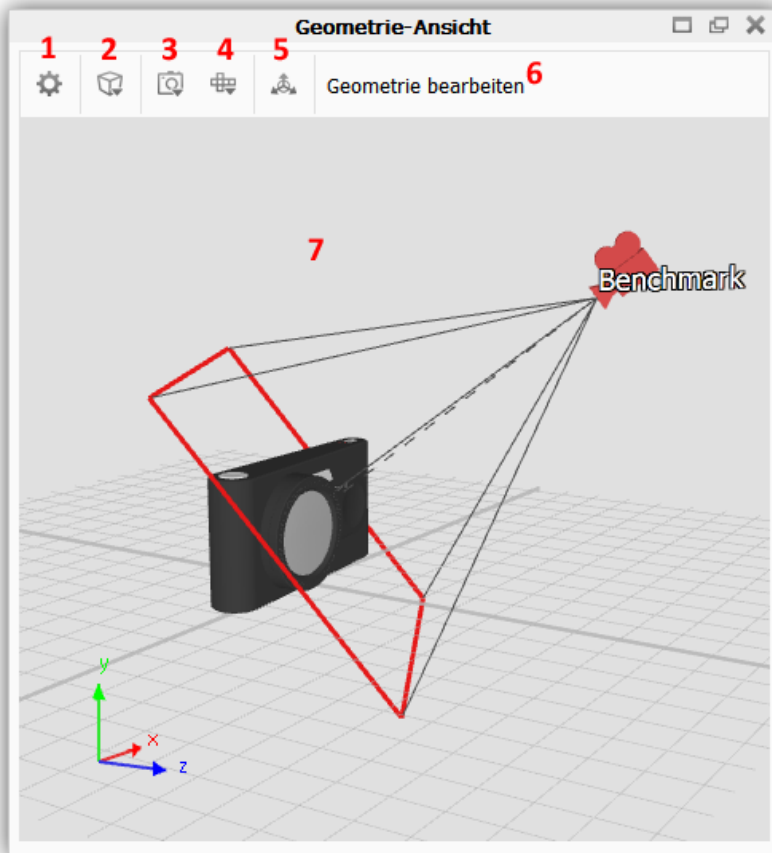 Geometrie-Ansicht
1 2 3 4 5
Geometrie bearbeiten 6
7
Benchmark
y
x
z